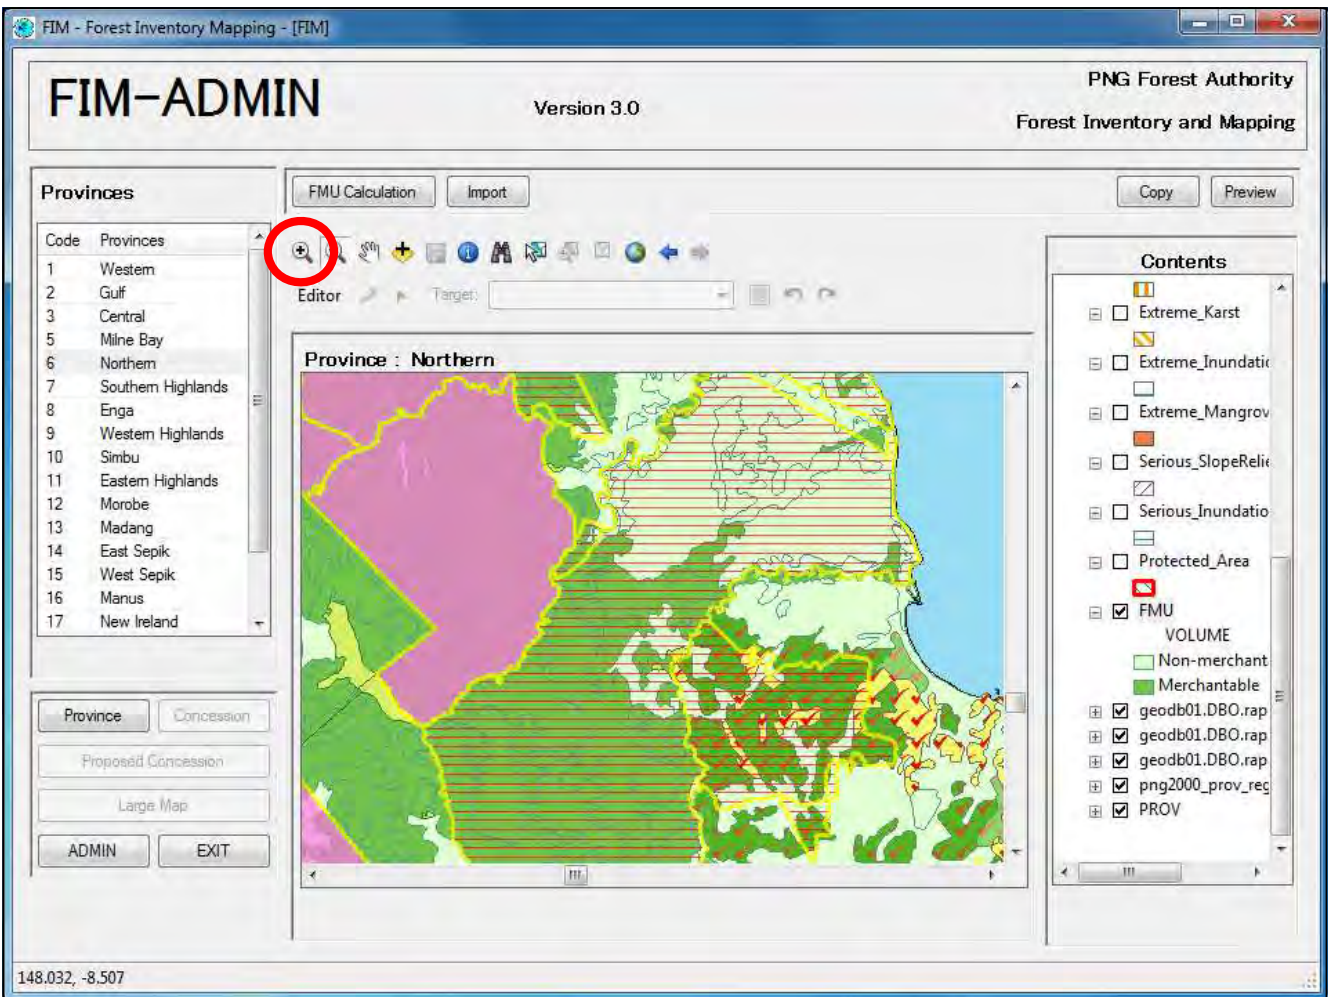 FIM - Forest Inventory Mapping - [FIM]
FIM-ADMIN
Version 3.0
PNG Forest Authority
Forest Inventory and Mapping
Provinces
Code Provinces
1 Western
2 Gulf
3 Central
5 Milne Bay
6 Northern
7 Southern Highlands
8 Enga
9 Western Highlands
10 Simbu
11 Eastern Highlands
12 Morobe
13 Madang
14 East Sepik
15 West Sepik
16 Manus
17 New Ireland
Province Concession
Proposed Concession
Large Map
ADMIN EXIT
FMU Calculation Import Copy Preview
Editor Target:
Province : Northern
Contents
Extreme_Karst
Extreme_Inundatic
Extreme_Mangrov
Serious_SlopeRelie
Serious_Inundatio
Protected_Area
FMU
VOLUME
Non-merchant
Merchantable
geodb01.DBO.rap
geodb01.DBO.rap
geodb01.DBO.rap
png2000_prov_reg
PROV
148.032, -8.507